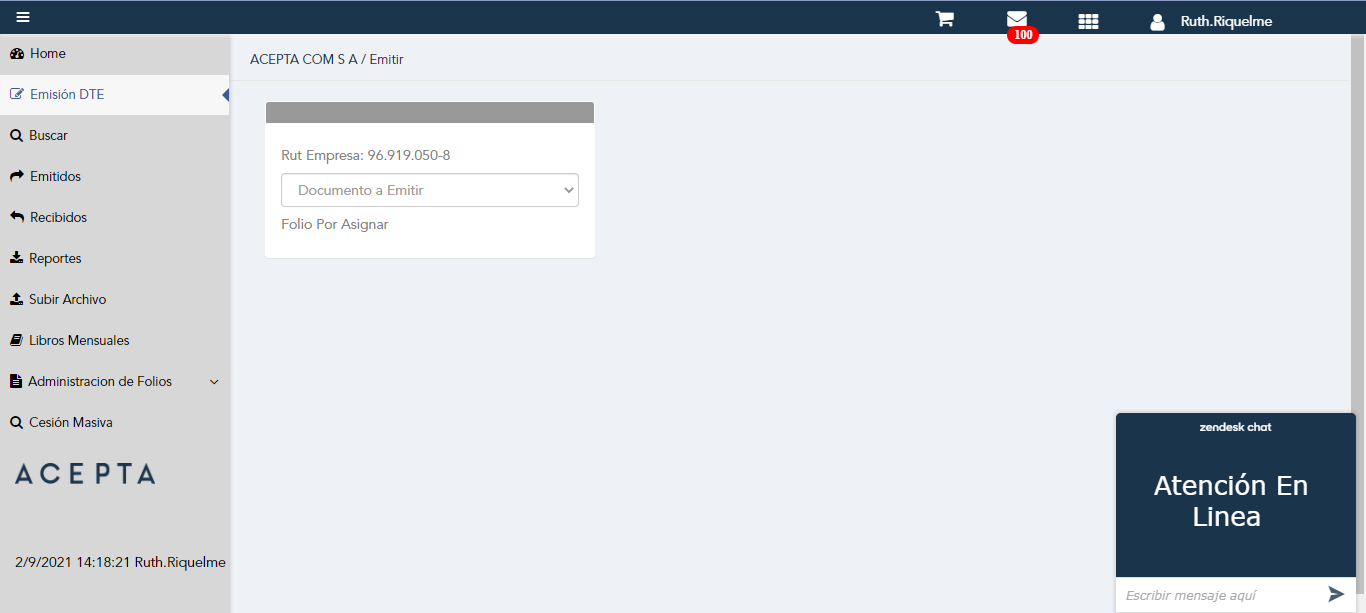 100
Ruth.Riquelme
Home
Emisión DTE
Buscar
Emitidos
Recibidos
Reportes
Subir Archivo
Libros Mensuales
Administracion de Folios
Cesión Masiva
ACEPTA
2/9/2021 14:18:21 Ruth.Riquelme
ACEPTA COM S A / Emitir
Rut Empresa: 96.919.050-8
Documento a Emitir
Folio Por Asignar
zendesk chat
Atención En
Linea
Escribir mensaje aquí